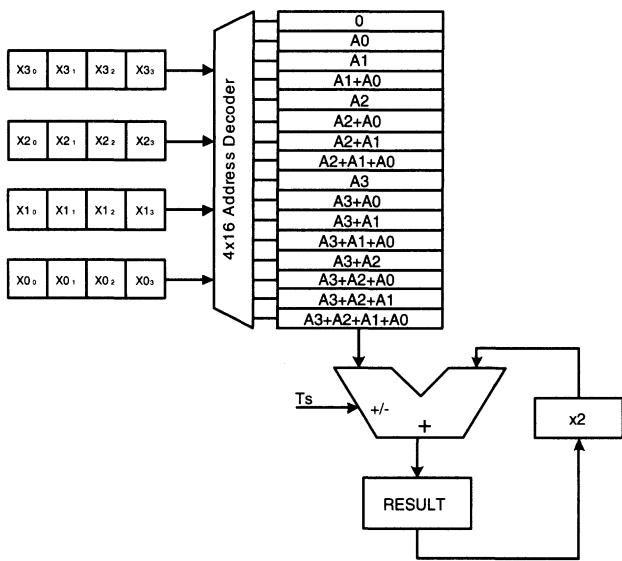 X3₀ X3₁ X3₂ X3₃
X2₀ X2₁ X2₂ X2₃
X1₀ X1₁ X1₂ X1₃
X0₀ X0₁ X0₂ X0₃
4x16 Address Decoder
0
A0
A1
A1+A0
A2
A2+A0
A2+A1
A2+A1+A0
A3
A3+A0
A3+A1
A3+A1+A0
A3+A2
A3+A2+A0
A3+A2+A1
A3+A2+A1+A0
Ts
+/-
+
x2
RESULT